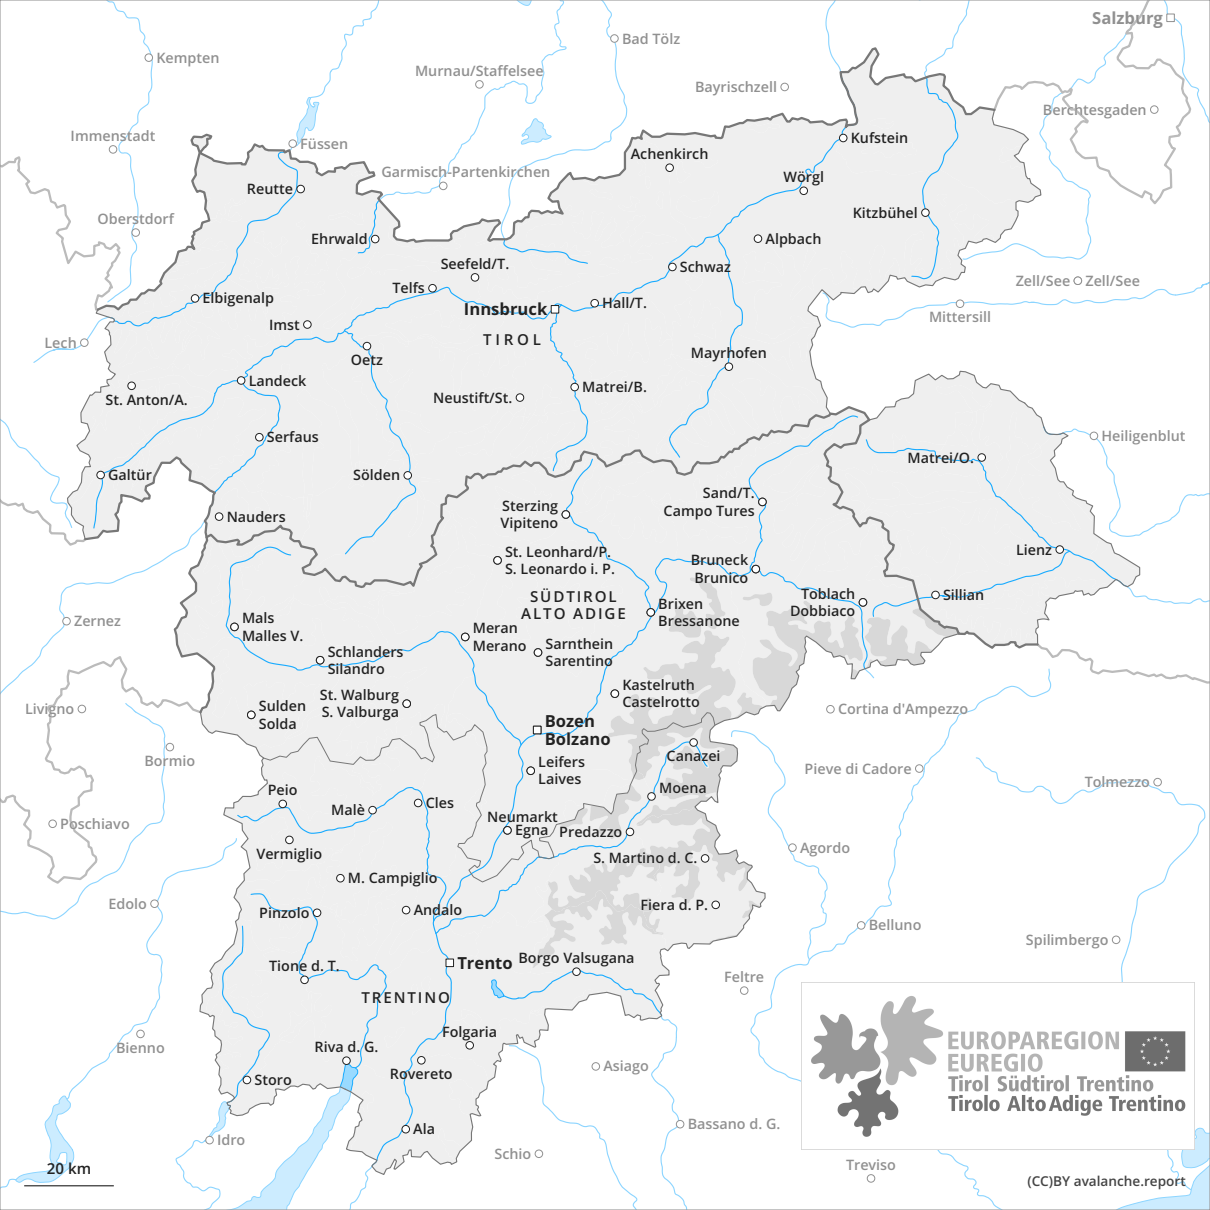 Salzburg
Kempten
Bad Tölz
Murnau/Staffelsee
Bayrischzell
Berchtesgaden
Immenstadt
Füssen
Kufstein
Achenkirch
Garmisch-Partenkirchen
Wörgl
Reutte
Oberstdorf
Kitzbühel
Ehrwald
Alpbach
Seefeld/T.
Schwaz
Zell/See
Zell/See
Telfs
Elbigenalp
Hall/T.
Innsbruck
Mittersill
Imst
TIROL
Lech
Mayrhofen
Oetz
Landeck
Matrei/B.
St. Anton/A.
Neustift/St.
Serfaus
Heiligenblut
Matrei/O.
Galtür
Sölden
Sand/T.
Campo Tures
Sterzing
Vipiteno
Nauders
St. Leonhard/P.
S. Leonardo i. P.
Lienz
Bruneck
Brunico
SÜDTIROL
ALTO ADIGE
Toblach
Dobbiaco
Sillian
Brixen
Bressanone
Zernez
Mals
Malles V.
Meran
Merano
Sarnthein
Sarentino
Schlanders
Silandro
Kastelruth
Castelrotto
St. Walburg
S. Valburga
Sulden
Solda
Livigno
Cortina d'Ampezzo
Bozen
Bolzano
Bormio
Canazei
Leifers
Laives
Pieve di Cadore
Tolmezzo
Peio
Moena
Malè
Cles
Neumarkt
Egna
Poschiavo
Predazzo
Vermiglio
Agordo
S. Martino d. C.
M. Campiglio
Edolo
Pinzolo
Andalo
Fiera d. P.
Belluno
Spilimbergo
Trento
Borgo Valsugana
Tione d. T.
Feltre
TRENTINO
Folgaria
Bienno
Riva d. G.
Rovereto
Asiago
Storo
EUROPAREGION
EUREGIO
Tirol Südtirol Trentino
Tirolo Alto Adige Trentino
Ala
Idro
Bassano d. G.
Schio
Treviso
20 km
(CC)BY avalanche.report